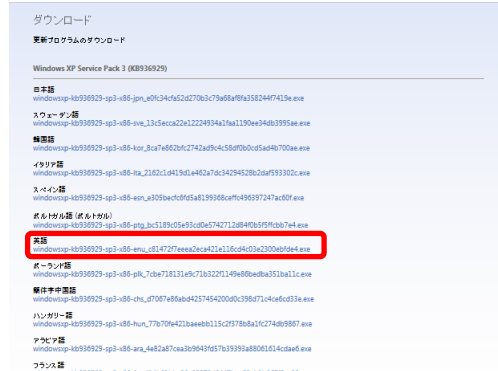 ダウンロード
更新プログラムのダウンロード
Windows XP Service Pack 3 (KB936929)
日本語
windowsxp-kb936929-sp3-x86-jpn_e0fc34cfa52d270b3c79a68af8fa358244f7419e.exe
スウェーデン語
windowsxp-kb936929-sp3-x86-sve_13c5ecca22e12224934a1faa1190ee34db3995ae.exe
韓国語
windowsxp-kb936929-sp3-x86-kor_8ca7e862bfc2742ad9c4c58df0b0cd5ad4b700ae.exe
イタリア語
windowsxp-kb936929-sp3-x86-ita_2162c1d419d1e462a7dc34294528b2daf593302c.exe
スペイン語
windowsxp-kb936929-sp3-x86-esn_a305becfc6fd5a8199368ceffc496397247ac60f.exe
ポルトガル語 (ポルトガル)
windowsxp-kb936929-sp3-x86-ptg_bc5189c05e93cd0e5742712d84f0b5f5ffcbb7e4.exe
英語
windowsxp-kb936929-sp3-x86-enu_c81472f7eeea2eca421e116cd4c03e2300ebfde4.exe
ポーランド語
windowsxp-kb936929-sp3-x86-plk_7cbe718131e9c71b322f1149e86bedba351ba11c.exe
簡体字中国語
windowsxp-kb936929-sp3-x86-chs_d7067e86abd4257454200d0c398d71c4ce6cd33e.exe
ハンガリー語
windowsxp-kb936929-sp3-x86-hun_77b70fe421baeebb115c2f378b8a1fc274db9867.exe
アラビア語
windowsxp-kb936929-sp3-x86-ara_4e82a87cea3b9643fd57b39393a88061614cdae6.exe
フランス語